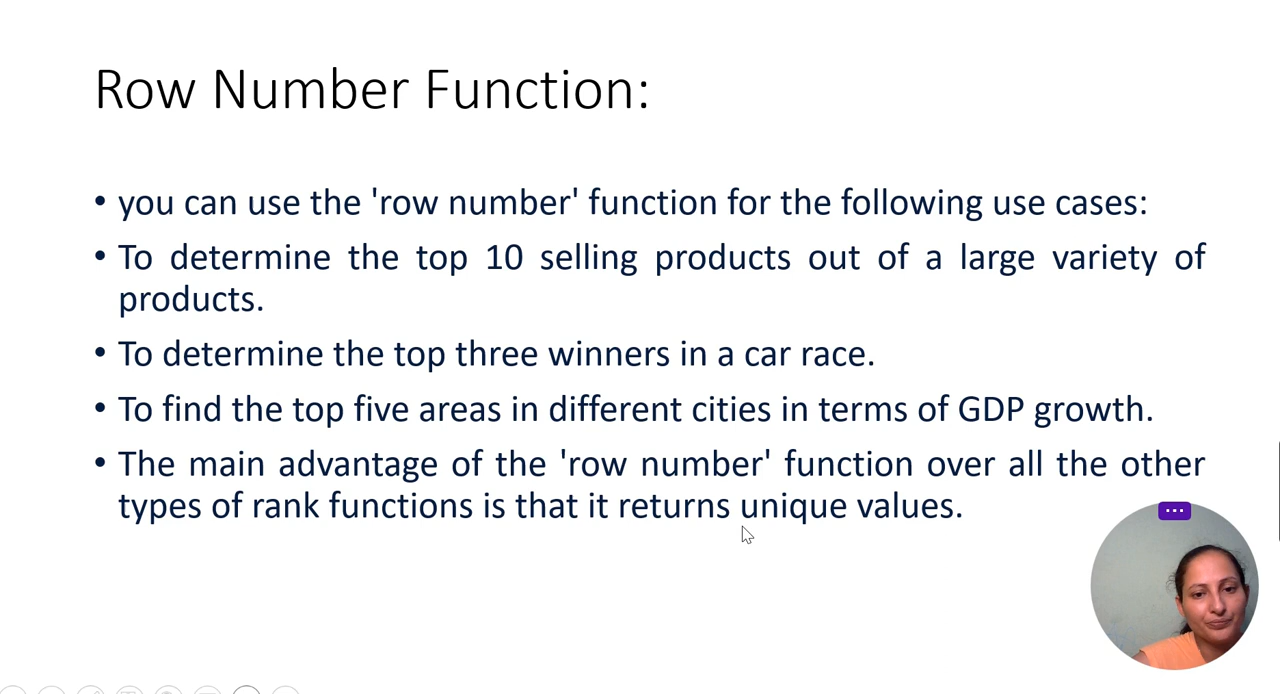 Row Number Function:
• you can use the 'row number' function for the following use cases:
• To determine the top 10 selling products out of a large variety of
products.
• To determine the top three winners in a car race.
• To find the top five areas in different cities in terms of GDP growth.
• The main advantage of the 'row number' function over all the other
types of rank functions is that it returns unique values.